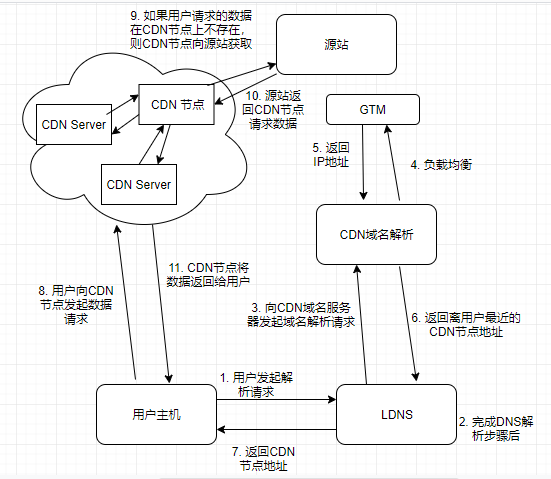 9. 如果用户请求的数据
在CDN节点上不存在，
则CDN节点向源站获取
源站
CDN 节点
10. 源站返
回CDN节点
请求数据
GTM
CDN Server
5. 返回
IP地址
4. 负载均衡
CDN Server
CDN域名解析
11. CDN节点将
数据返回给用户
8. 用户向CDN
节点发起数据
请求
3. 向CDN域名服务
器发起域名解析请求
6. 返回离用户最近的
CDN节点地址
1. 用户发起解
析请求
用户主机
LDNS
2. 完成DNS解
析步骤后
7. 返回CDN
节点地址